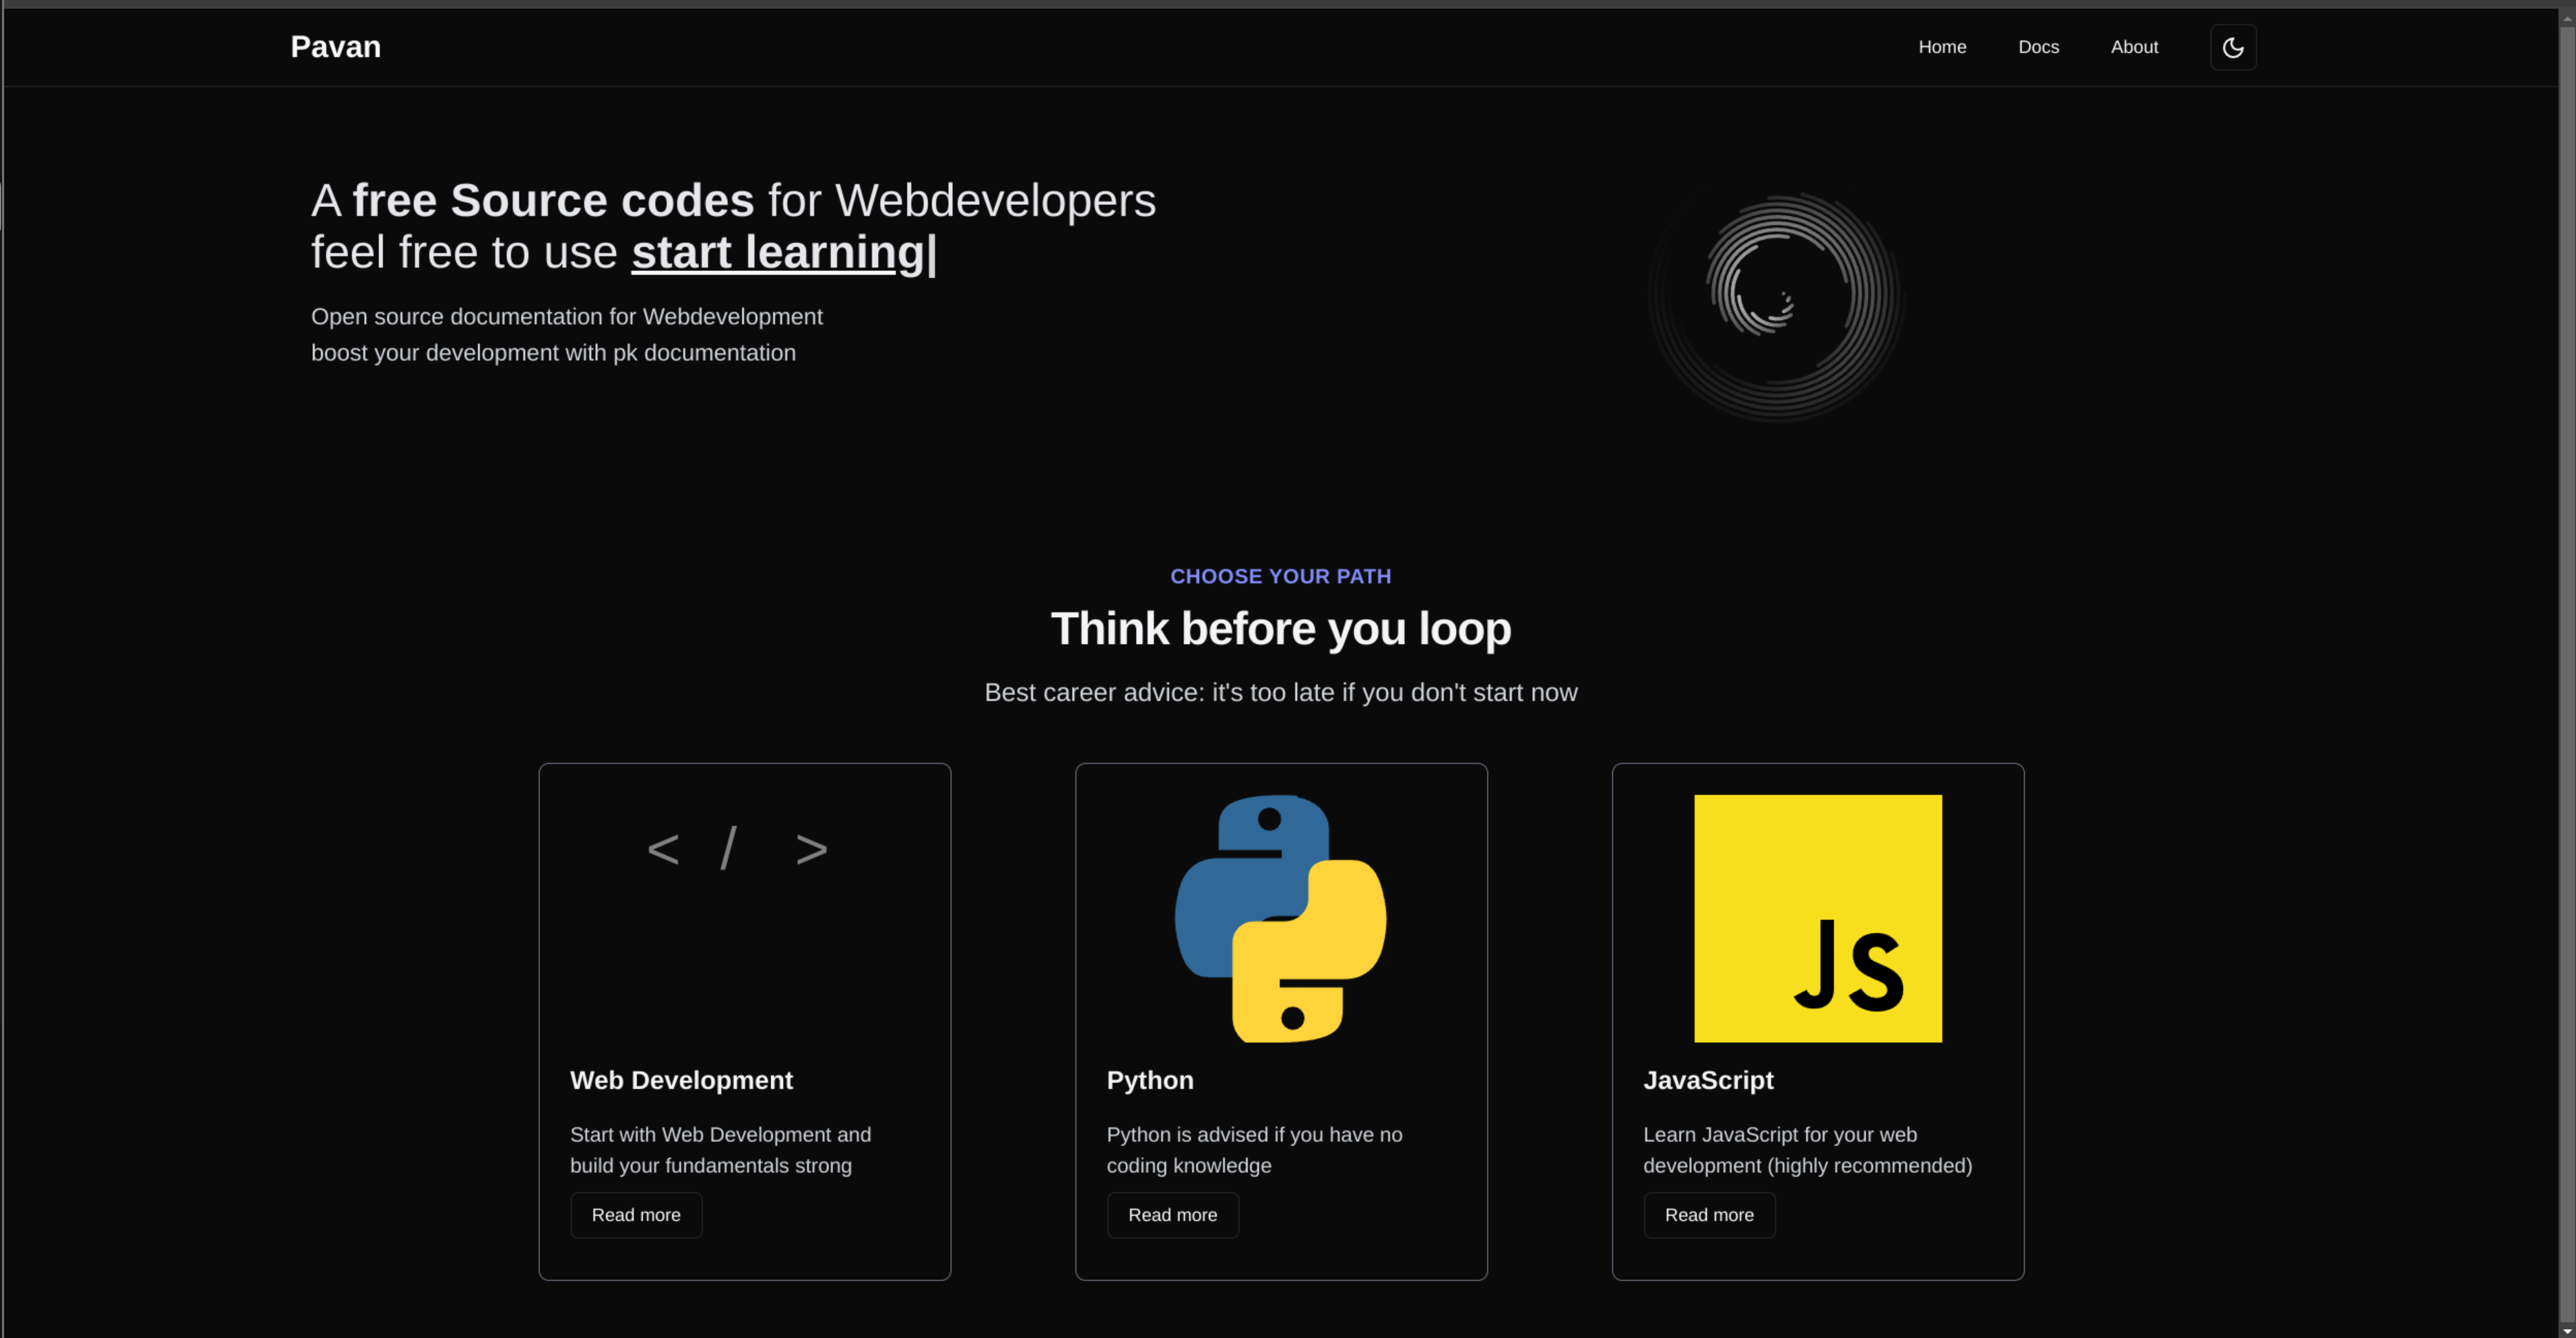 Pavan
Home
Docs
About
A free Source codes for Webdevelopers
feel free to use start learning|
Open source documentation for Webdevelopment
boost your development with pk documentation
CHOOSE YOUR PATH
Think before you loop
Best career advice: it's too late if you don't start now
< / >
JS
Web Development
Start with Web Development and
build your fundamentals strong
Read more
Python
Python is advised if you have no
coding knowledge
Read more
JavaScript
Learn JavaScript for your web
development (highly recommended)
Read more